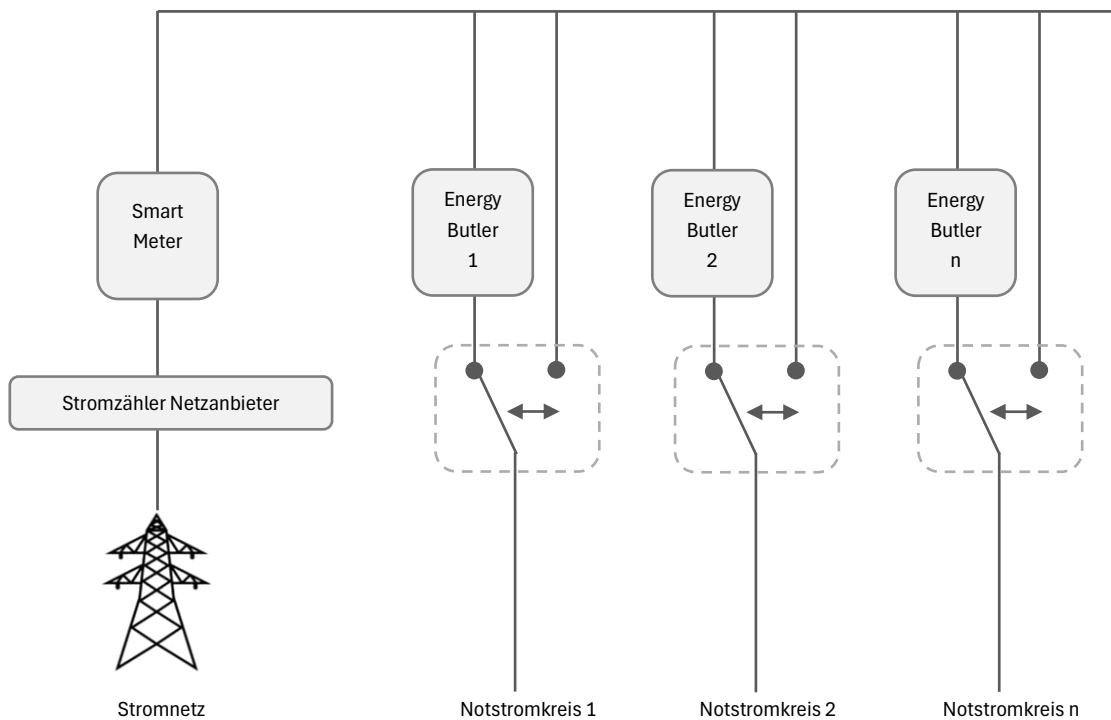 Smart
Meter
Energy
Butler
1
Energy
Butler
2
Energy
Butler
n
Stromzähler Netzanbieter
Stromnetz
Notstromkreis 1
Notstromkreis 2
Notstromkreis n